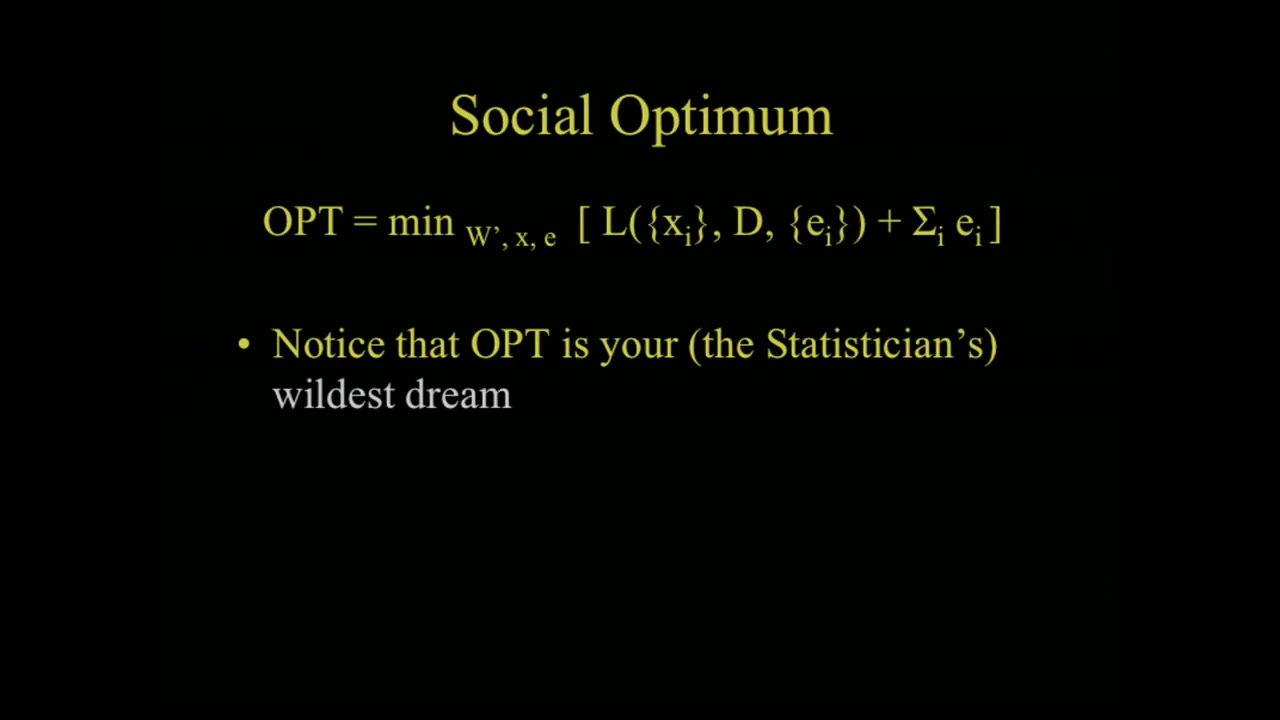 Social Optimum
OPT = min W’, x, e [ L({xᵢ}, D, {eᵢ}) + Σᵢ eᵢ ]
• Notice that OPT is your (the Statistician’s)
wildest dream